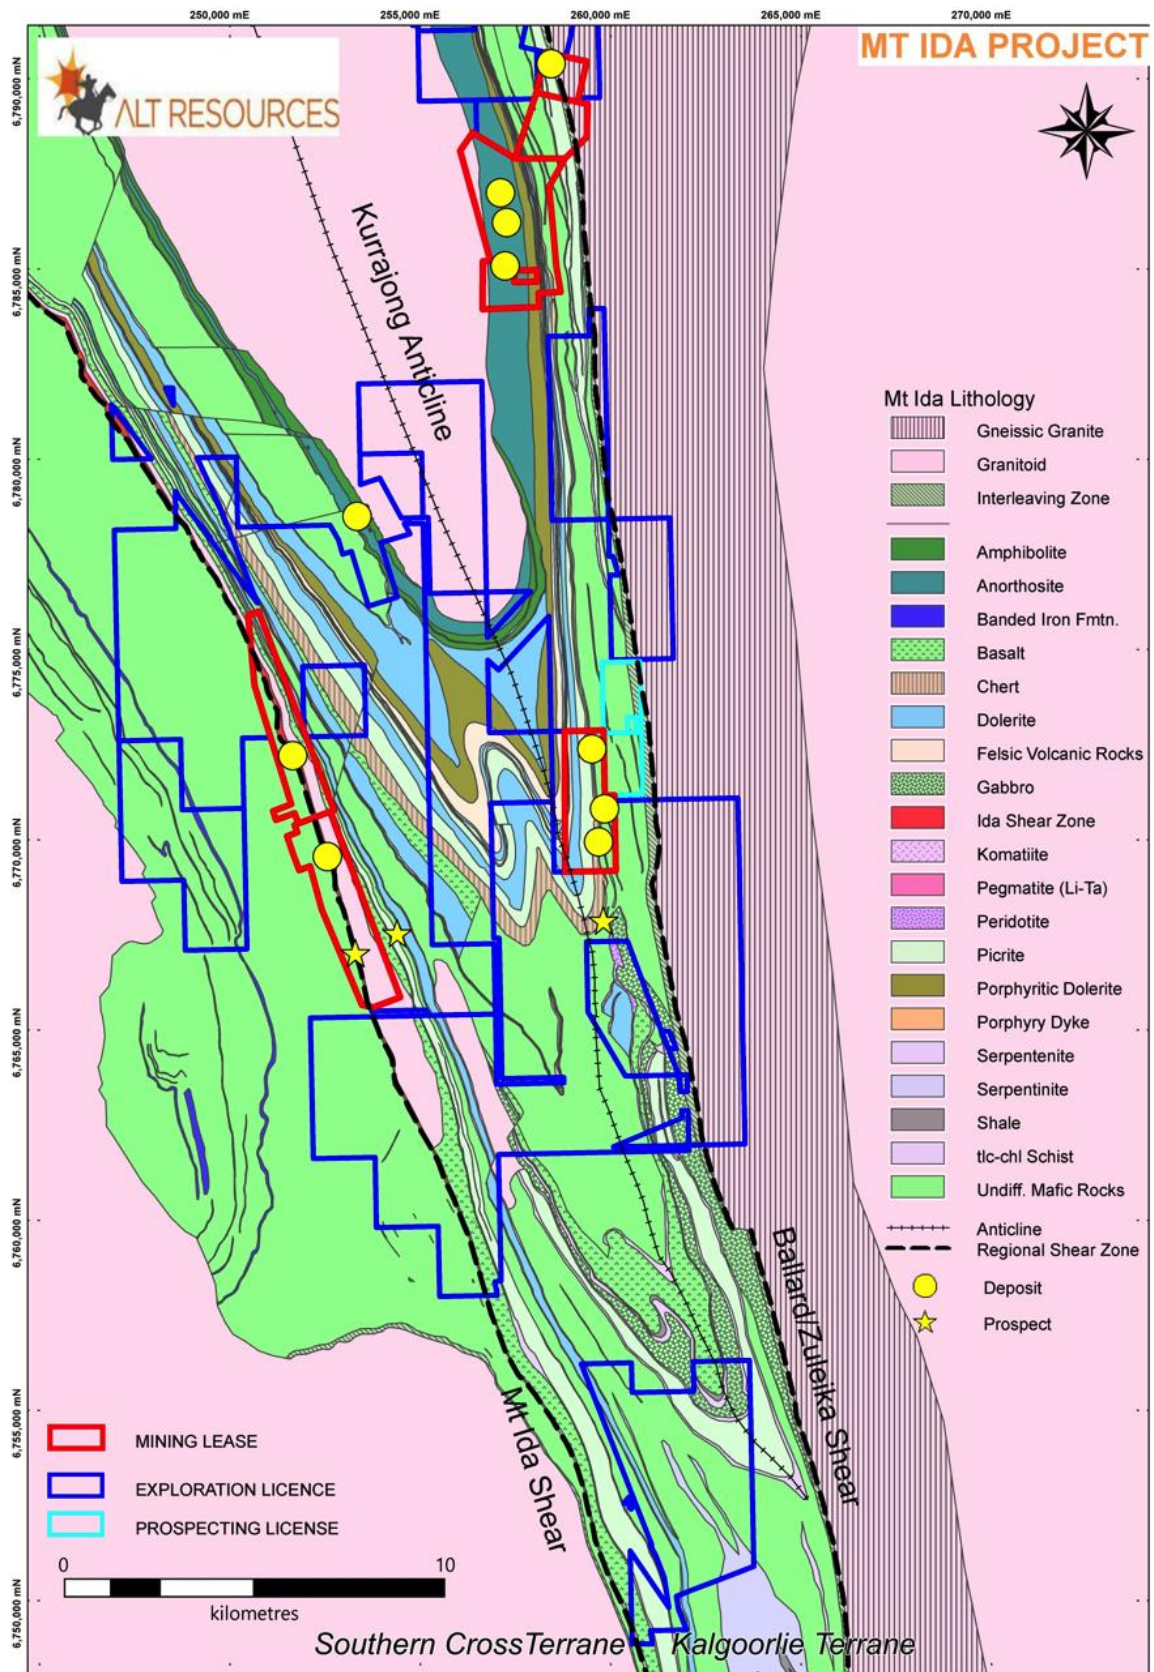 250,000 mE
255,000 mE
260,000 mE
265,000 mE
270,000 mE
MT IDA PROJECT
ALT RESOURCES
6,790,000 mN
6,785,000 mN
6,780,000 mN
6,775,000 mN
6,770,000 mN
6,765,000 mN
6,760,000 mN
6,755,000 mN
6,750,000 mN
Kurrajong Anticline
Mt Ida Lithology
Gneissic Granite
Granitoid
Interleaving Zone
Amphibolite
Anorthosite
Banded Iron Fmtn.
Basalt
Chert
Dolerite
Felsic Volcanic Rocks
Gabbro
Ida Shear Zone
Komatiite
Pegmatite (Li-Ta)
Peridotite
Picrite
Porphyritic Dolerite
Porphyry Dyke
Serpentenite
Serpentinite
Shale
tlc-chl Schist
Undiff. Mafic Rocks
Anticline
Regional Shear Zone
Deposit
Prospect
Ballard/Zuleika Shear
Mt Ida Shear
MINING LEASE
EXPLORATION LICENCE
PROSPECTING LICENSE
0 10
kilometres
Southern CrossTerrane
Kalgoorlie Terrane